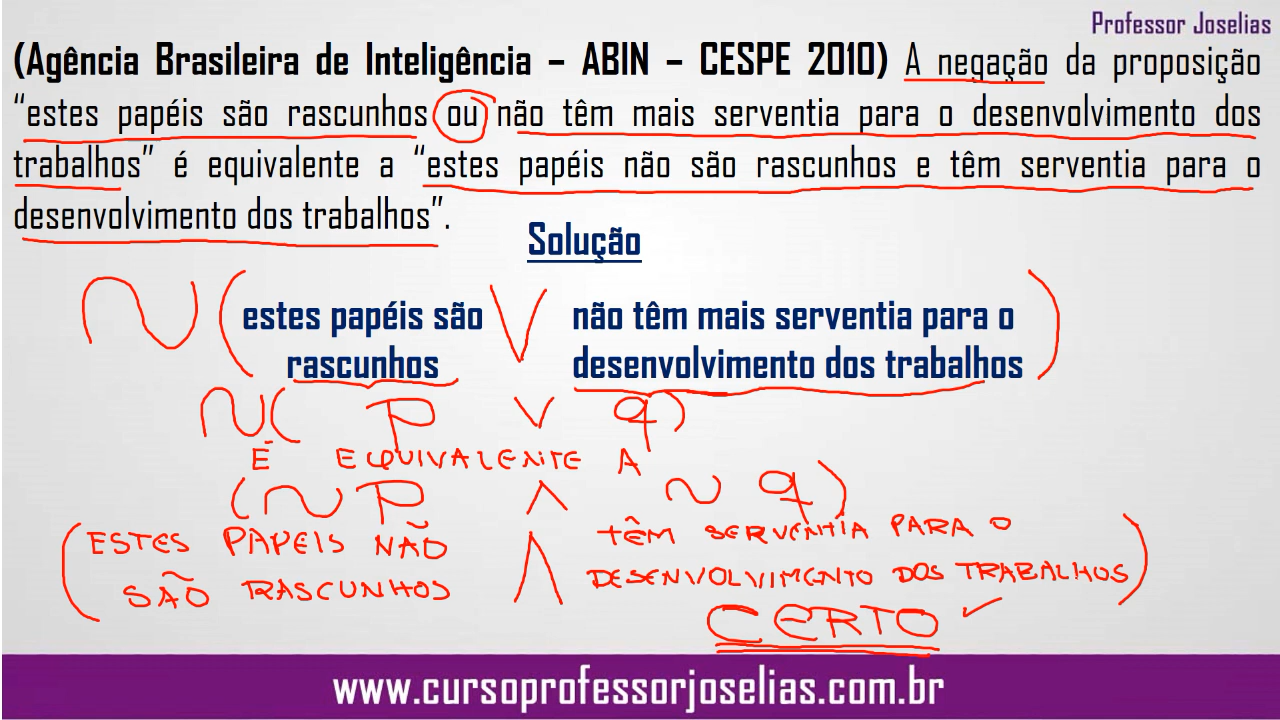 Professor Joselias
(Agência Brasileira de Inteligência – ABIN – CESPE 2010) A negação da proposição
“estes papéis são rascunhos ou não têm mais serventia para o desenvolvimento dos
trabalhos” é equivalente a “estes papéis não são rascunhos e têm serventia para o
desenvolvimento dos trabalhos”.
Solução
~ ( estes papéis são V não têm mais serventia para o )
rascunhos desenvolvimento dos trabalhos
~( P V q )
É EQUIVALENTE A
( ~ P ∧ ~ q )
( ESTES PAPEIS NÃO ∧ TÊM SERVENTIA PARA O
SÃO RASCUNHOS DESENVOLVIMENTO DOS TRABALHOS )
CERTO ✓
www.cursoprofessorjoselias.com.br